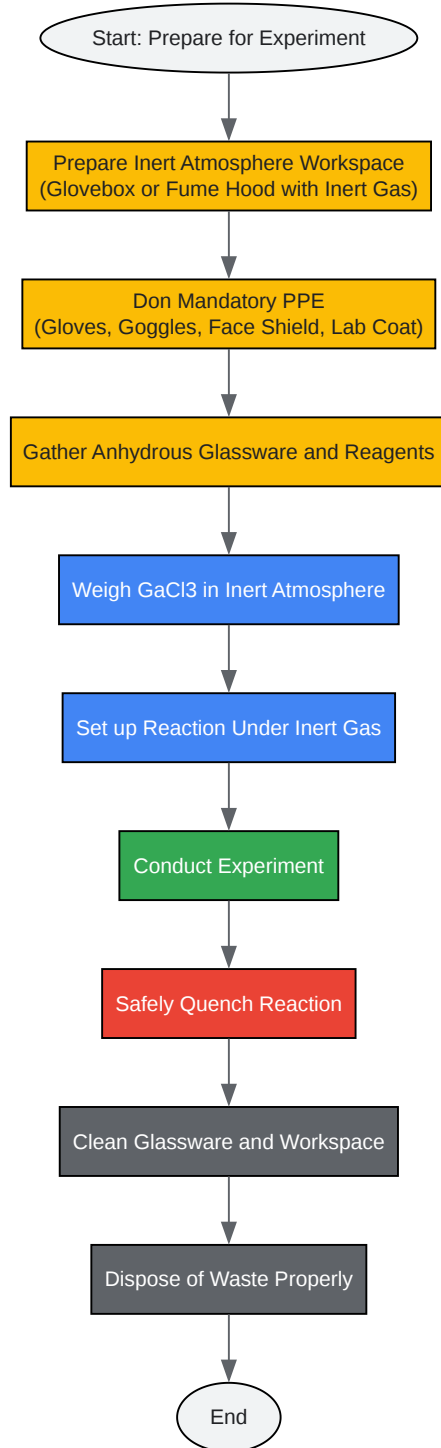 Start: Prepare for Experiment
Prepare Inert Atmosphere Workspace
(Glovebox or Fume Hood with Inert Gas)
Don Mandatory PPE
(Gloves, Goggles, Face Shield, Lab Coat)
Gather Anhydrous Glassware and Reagents
Weigh GaCl3 in Inert Atmosphere
Set up Reaction Under Inert Gas
Conduct Experiment
Safely Quench Reaction
Clean Glassware and Workspace
Dispose of Waste Properly
End